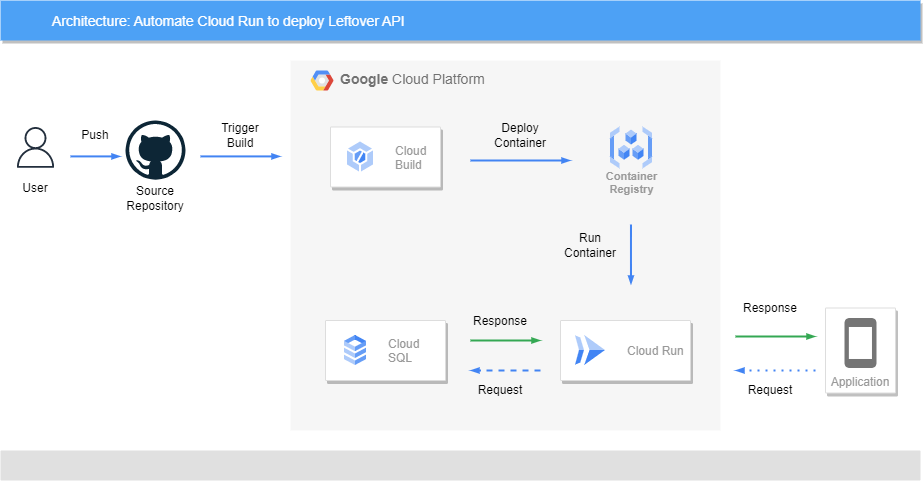 Architecture: Automate Cloud Run to deploy Leftover API
Google Cloud Platform
Push
Trigger
Build
Deploy
Container
Cloud
Build
User
Source
Repository
Container
Registry
Run
Container
Response
Response
Cloud
SQL
Cloud Run
Request
Request
Application